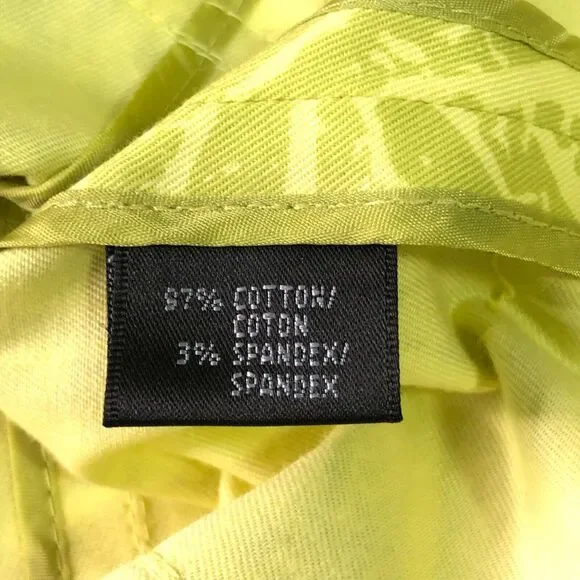 97% COTTON/
COTON
3% SPANDEX/
SPANDEX